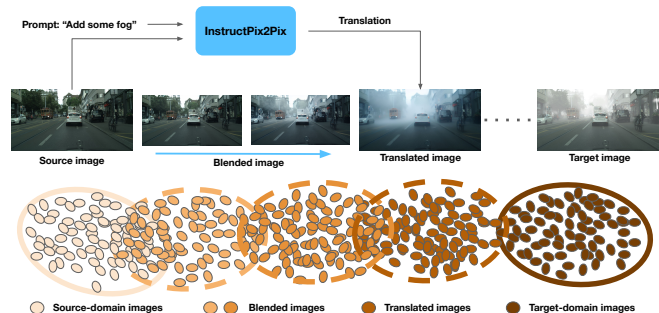 Prompt: "Add some fog"
InstructPix2Pix
Translation
Source image
Blended image
Translated image
Target image
Source-domain images
Blended images
Translated images
Target-domain images